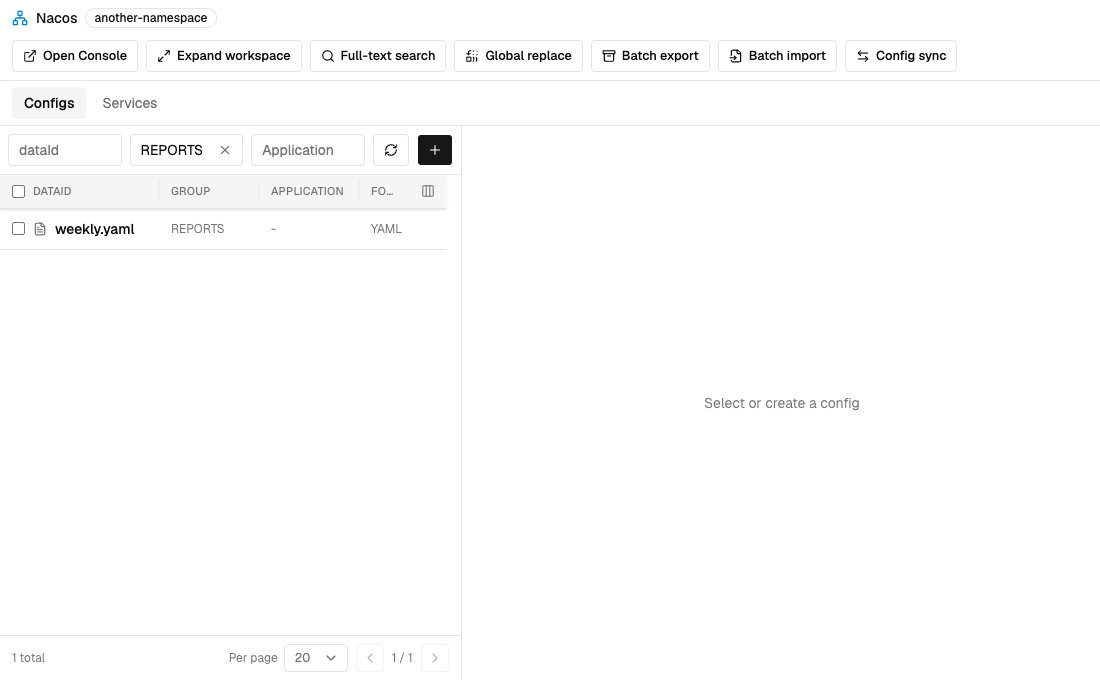 Nacos another-namespace
Open Console Expand workspace Full-text search Global replace Batch export Batch import Config sync
Configs Services
dataId REPORTS Application
DATAID GROUP APPLICATION FO...
weekly.yaml REPORTS - YAML
Select or create a config
1 total Per page 20 1 / 1